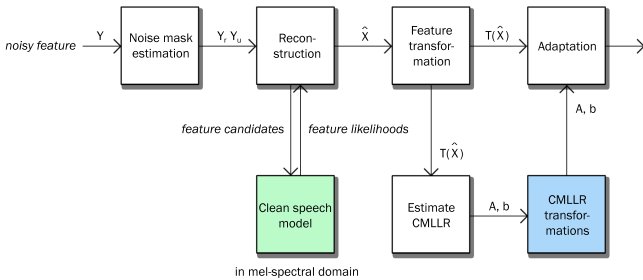 noisy feature
Y
Noise mask
estimation
Yr Yu
Recon-
struction
X̂
Feature
transfor-
mation
T(X̂)
Adaptation
feature candidates
feature likelihoods
T(X̂)
A, b
Clean speech
model
Estimate
CMLLR
A, b
CMLLR
transfor-
mations
in mel-spectral domain